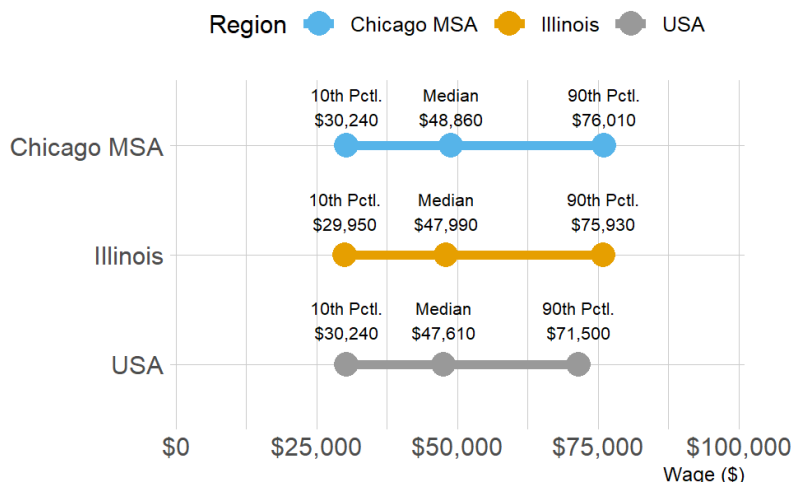 Region Chicago MSA Illinois USA
10th Pctl. Median 90th Pctl.
$30,240 $48,860 $76,010
Chicago MSA
10th Pctl. Median 90th Pctl.
$29,950 $47,990 $75,930
Illinois
10th Pctl. Median 90th Pctl.
$30,240 $47,610 $71,500
USA
$0 $25,000 $50,000 $75,000 $100,000
Wage ($)